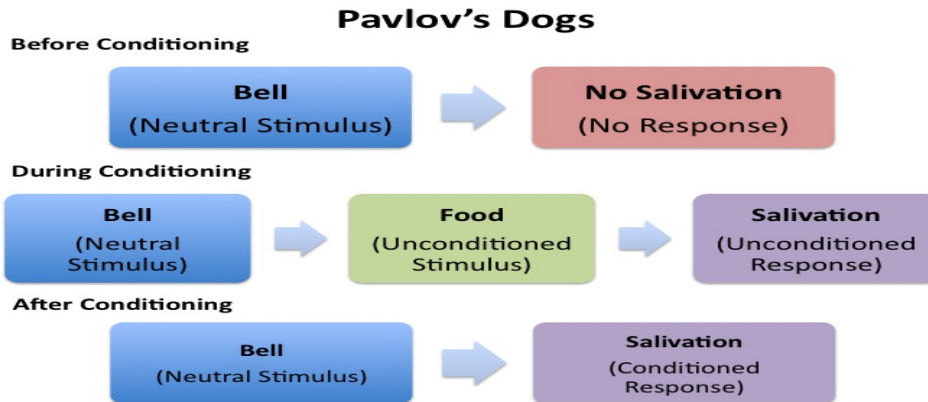 Pavlov's Dogs
Before Conditioning
Bell
(Neutral Stimulus)
No Salivation
(No Response)
During Conditioning
Bell
(Neutral
Stimulus)
Food
(Unconditioned
Stimulus)
Salivation
(Unconditioned
Response)
After Conditioning
Bell
(Neutral Stimulus)
Salivation
(Conditioned
Response)